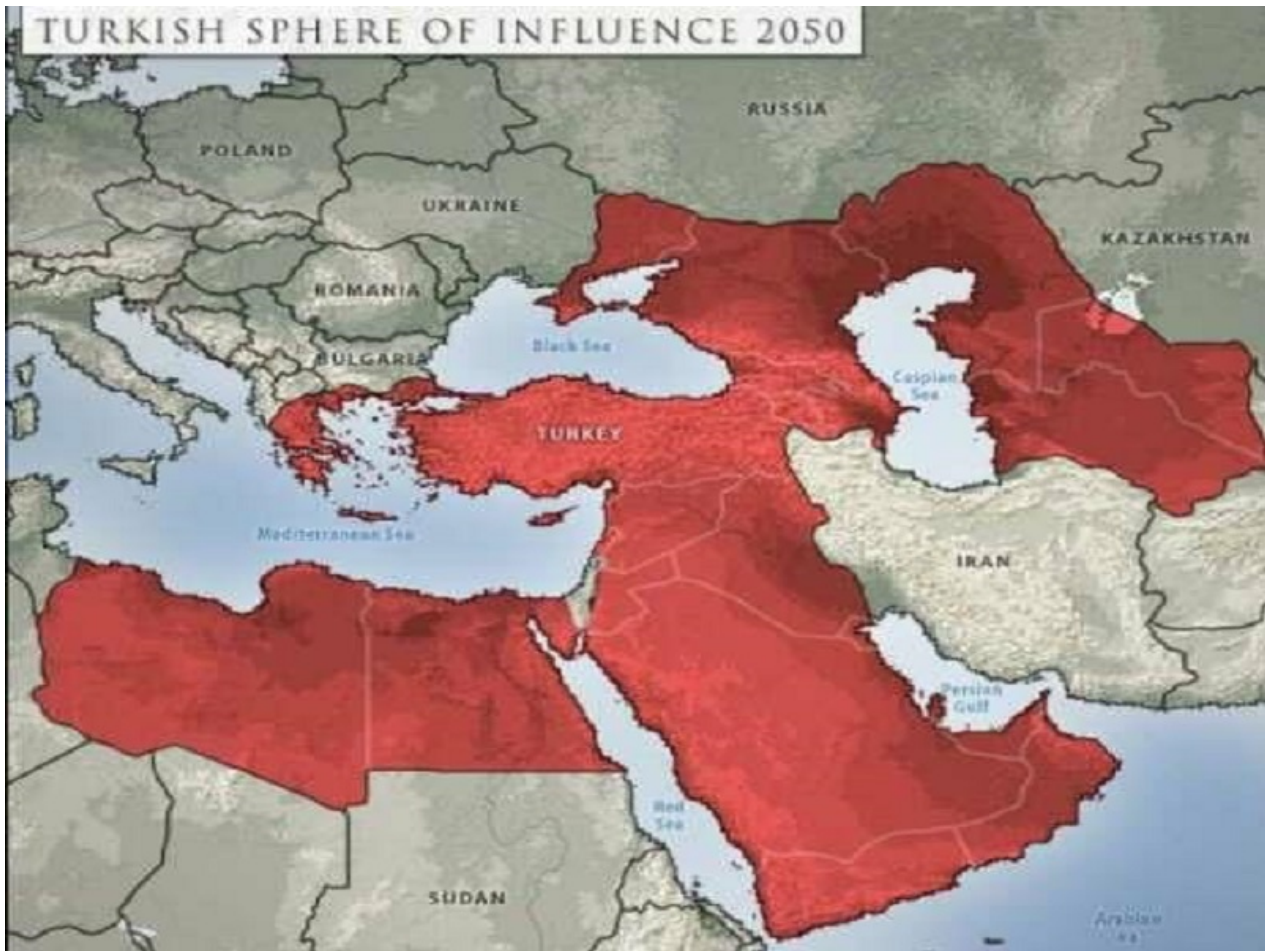 TURKISH SPHERE OF INFLUENCE 2050
RUSSIA
POLAND
UKRAINE
KAZAKHSTAN
ROMANIA
Black Sea
BULGARIA
Caspian
Sea
TURKEY
Mediterranean Sea
IRAN
Persian
Gulf
Red
Sea
SUDAN
Arabian